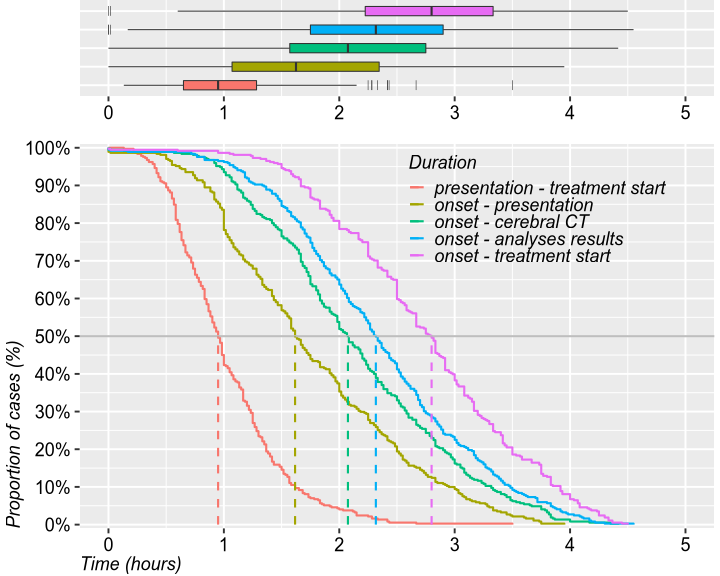 0 1 2 3 4 5
100%
Duration
90%
presentation - treatment start
onset - presentation
80%
onset - cerebral CT
onset - analyses results
70%
onset - treatment start
60%
50%
40%
30%
20%
10%
0%
Proportion of cases (%)
0 1 2 3 4 5
Time (hours)